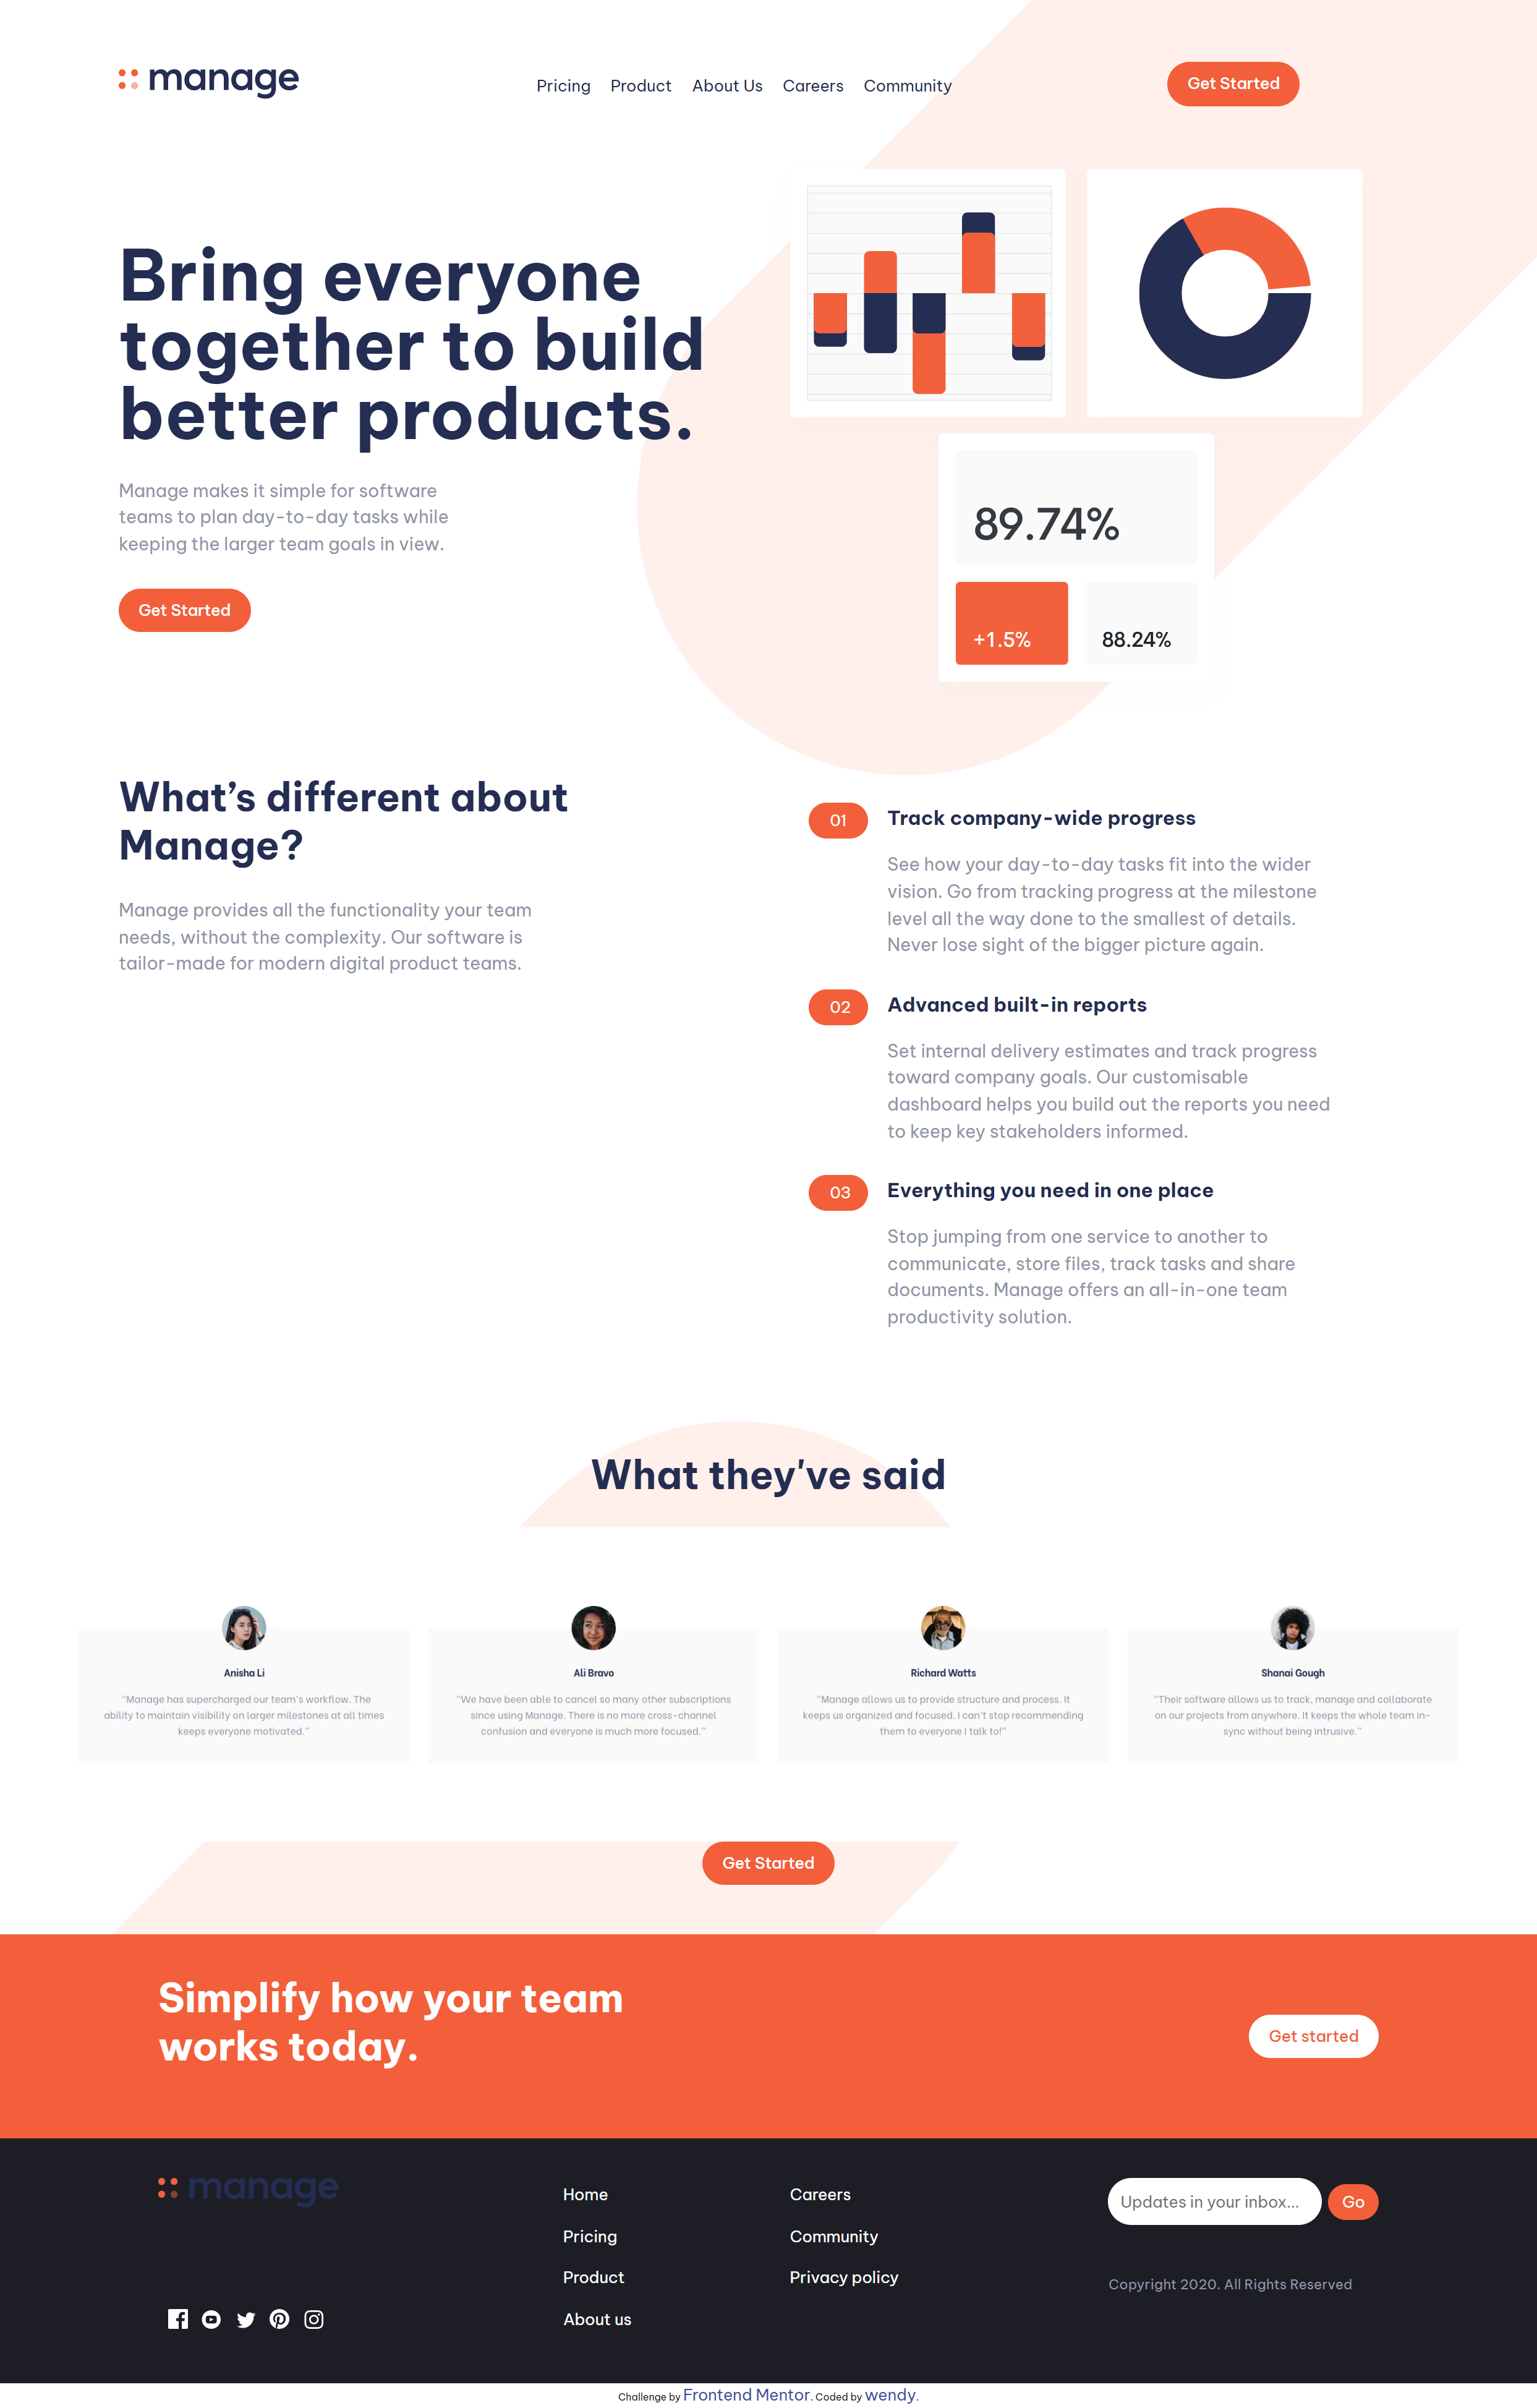 manage
Pricing Product About Us Careers Community
Get Started
Bring everyone
together to build
better products.
Manage makes it simple for software
teams to plan day-to-day tasks while
keeping the larger team goals in view.
Get Started
89.74%
+1.5%
88.24%
What’s different about
Manage?
Manage provides all the functionality your team
needs, without the complexity. Our software is
tailor-made for modern digital product teams.
01
Track company-wide progress
See how your day-to-day tasks fit into the wider
vision. Go from tracking progress at the milestone
level all the way done to the smallest of details.
Never lose sight of the bigger picture again.
02
Advanced built-in reports
Set internal delivery estimates and track progress
toward company goals. Our customisable
dashboard helps you build out the reports you need
to keep key stakeholders informed.
03
Everything you need in one place
Stop jumping from one service to another to
communicate, store files, track tasks and share
documents. Manage offers an all-in-one team
productivity solution.
What they've said
Anisha Li
“Manage has supercharged our team’s workflow. The
ability to maintain visibility on larger milestones at all times
keeps everyone motivated.”
Ali Bravo
“We have been able to cancel so many other subscriptions
since using Manage. There is no more cross-channel
confusion and everyone is much more focused.”
Richard Watts
“Manage allows us to provide structure and process. It
keeps us organized and focused. I can’t stop recommending
them to everyone I talk to!”
Shanai Gough
“Their software allows us to track, manage and collaborate
on our projects from anywhere. It keeps the whole team in-
sync without being intrusive.”
Get Started
Simplify how your team
works today.
Get started
manage
Home
Pricing
Product
About us
Careers
Community
Privacy policy
Updates in your inbox...
Go
Copyright 2020. All Rights Reserved
Challenge by Frontend Mentor. Coded by wendy.